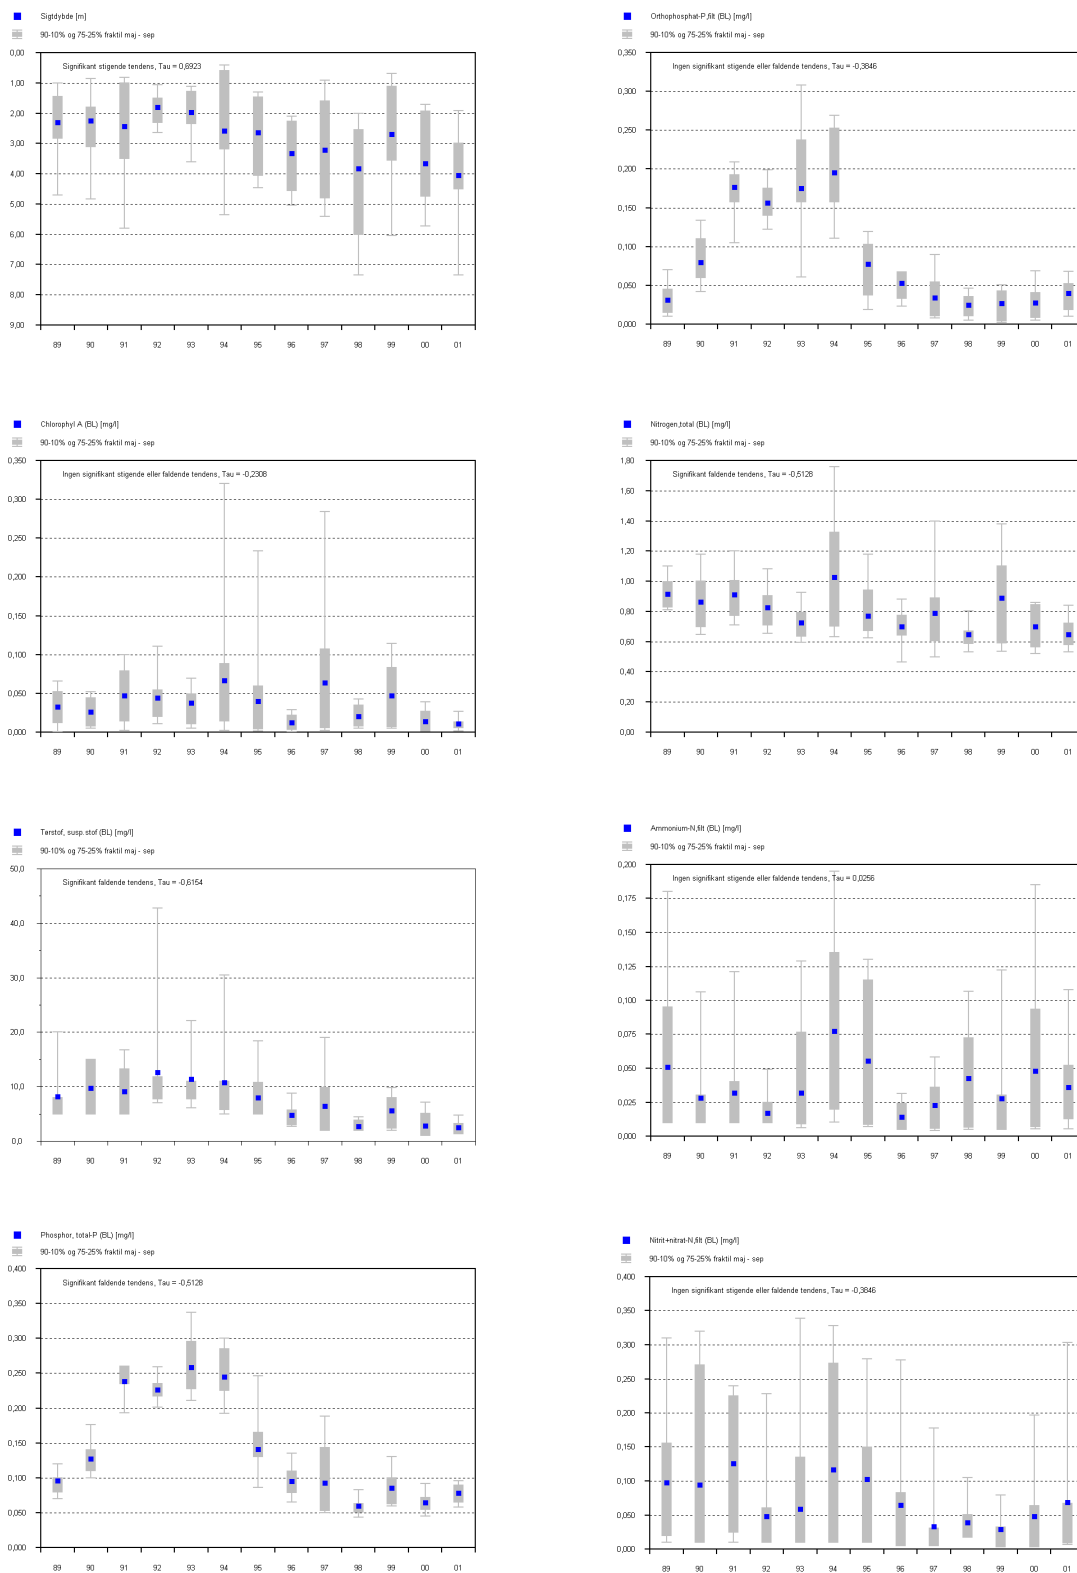 Sigtdybde [m]
90-10% og 75-25% fraktil maj - sep
Signifikant stigende tendens, Tau = 0,6923
0,00
1,00
2,00
3,00
4,00
5,00
6,00
7,00
8,00
9,00
89 90 91 92 93 94 95 96 97 98 99 00 01
Orthophosphat-P,filt (BL) [mg/l]
90-10% og 75-25% fraktil maj - sep
Ingen signifikant stigende eller faldende tendens, Tau = -0,3846
0,350
0,300
0,250
0,200
0,150
0,100
0,050
0,000
89 90 91 92 93 94 95 96 97 98 99 00 01
Chlorophyl A (BL) [mg/l]
90-10% og 75-25% fraktil maj - sep
Ingen signifikant stigende eller faldende tendens, Tau = -0,2308
0,350
0,300
0,250
0,200
0,150
0,100
0,050
0,000
89 90 91 92 93 94 95 96 97 98 99 00 01
Nitrogen,total (BL) [mg/l]
90-10% og 75-25% fraktil maj - sep
Signifikant faldende tendens, Tau = -0,5128
1,80
1,60
1,40
1,20
1,00
0,80
0,60
0,40
0,20
0,00
89 90 91 92 93 94 95 96 97 98 99 00 01
Tørstof, susp.stof (BL) [mg/l]
90-10% og 75-25% fraktil maj - sep
Signifikant faldende tendens, Tau = -0,6154
50,0
40,0
30,0
20,0
10,0
0,0
89 90 91 92 93 94 95 96 97 98 99 00 01
Ammonium-N,filt (BL) [mg/l]
90-10% og 75-25% fraktil maj - sep
Ingen signifikant stigende eller faldende tendens, Tau = 0,0256
0,200
0,175
0,150
0,125
0,100
0,075
0,050
0,025
0,000
89 90 91 92 93 94 95 96 97 98 99 00 01
Phosphor, total-P (BL) [mg/l]
90-10% og 75-25% fraktil maj - sep
Signifikant faldende tendens, Tau = -0,5128
0,400
0,350
0,300
0,250
0,200
0,150
0,100
0,050
0,000
89 90 91 92 93 94 95 96 97 98 99 00 01
Nitrit+nitrat-N,filt (BL) [mg/l]
90-10% og 75-25% fraktil maj - sep
Ingen signifikant stigende eller faldende tendens, Tau = -0,3846
0,400
0,350
0,300
0,250
0,200
0,150
0,100
0,050
0,000
89 90 91 92 93 94 95 96 97 98 99 00 01